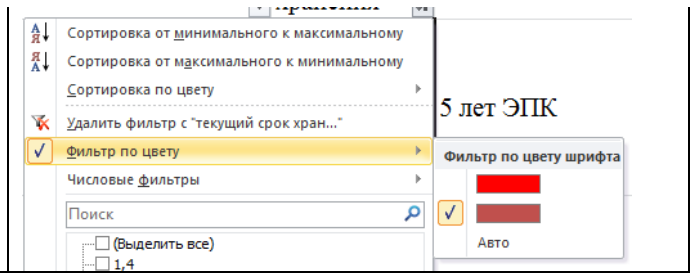 хранения
Сортировка от минимального к максимальному
Сортировка от максимального к минимальному
Сортировка по цвету
5 лет ЭПК
Удалить фильтр с "текущий срок хран..."
Фильтр по цвету
Фильтр по цвету шрифта
Числовые фильтры
Поиск
(Выделить все)
Авто
1,4